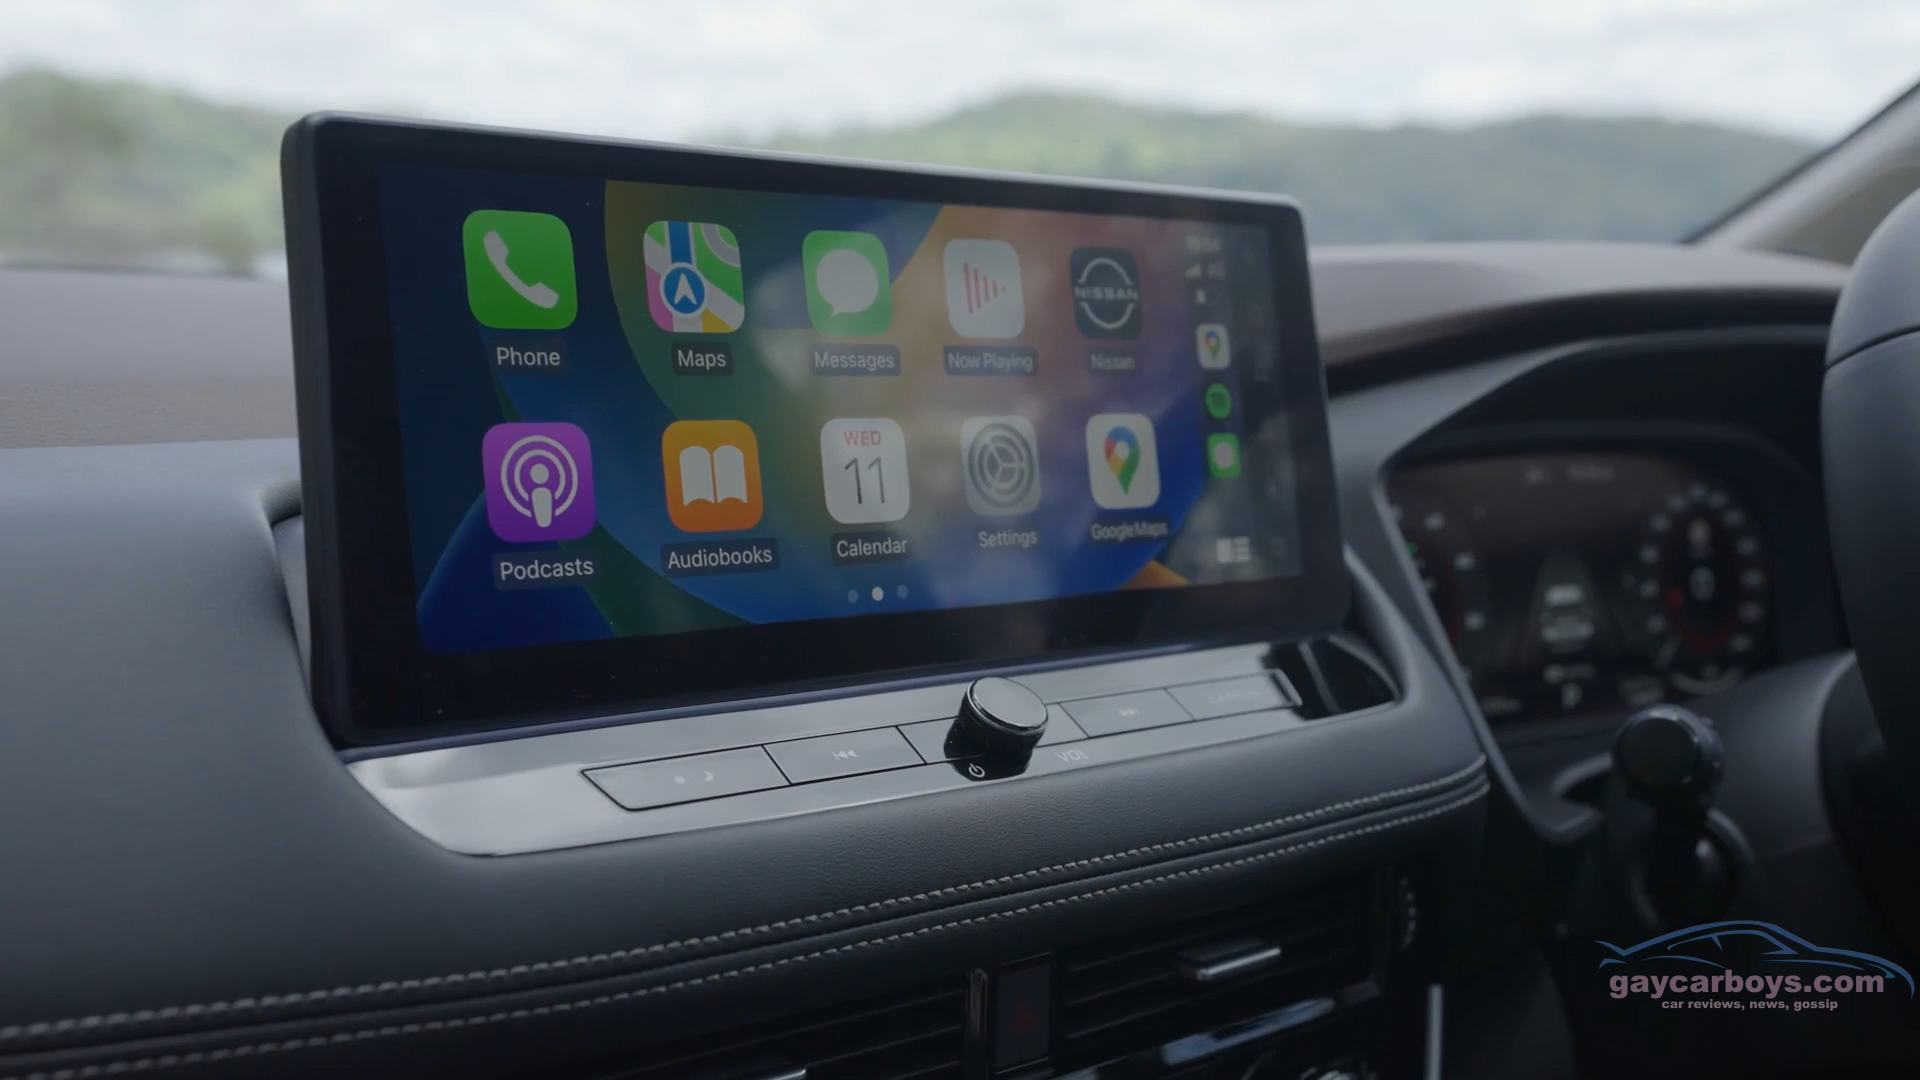 Phone
Maps
Messages
Now Playing
NISSAN
Nissan
4G
Podcasts
Audiobooks
WED
11
Calendar
Settings
Google Maps
VOL
gaycarboys.com
car reviews, news, gossip